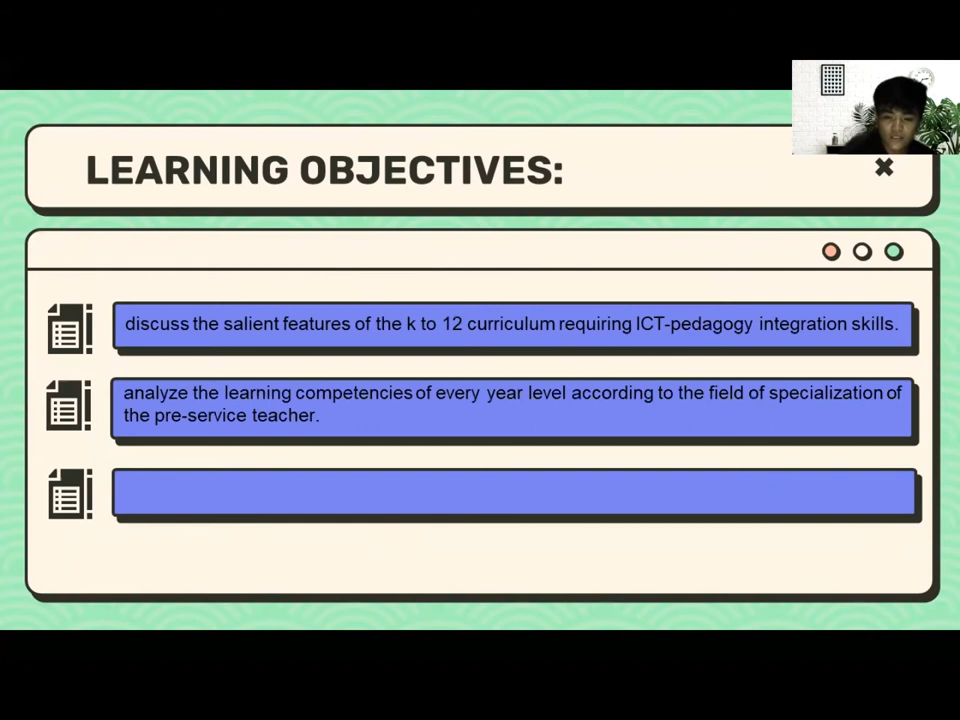 LEARNING OBJECTIVES:
discuss the salient features of the k to 12 curriculum requiring ICT-pedagogy integration skills.
analyze the learning competencies of every year level according to the field of specialization of
the pre-service teacher.